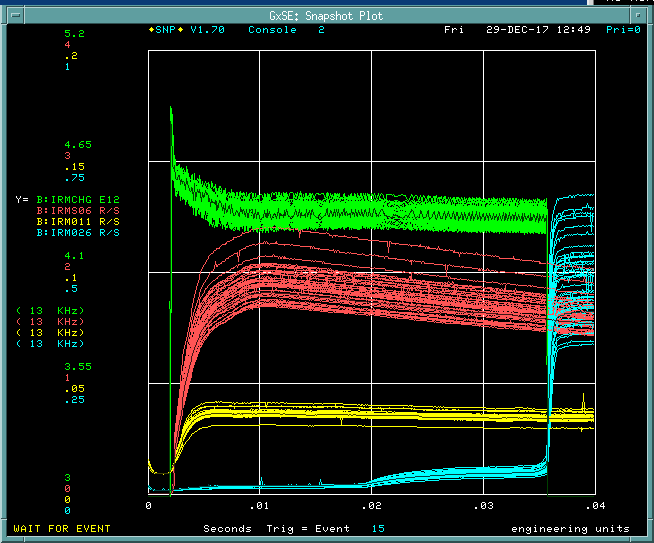 GxSE: Snapshot Plot
◆SNP◆ V1.70 Console 2 Fri 29-DEC-17 12:49 Pri=0
5.2
4
.2
1
4.65
3
.15
.75
Y= B:IRMCHG E12
B:IRMS06 R/S
B:IRM011 R/S
B:IRM026 R/S
4.1
2
.1
.5
( 13 KHz)
( 13 KHz)
( 13 KHz)
( 13 KHz)
3.55
1
.05
.25
3
0
0
0
0 .01 .02 .03 .04
WAIT FOR EVENT Seconds Trig = Event 15 engineering units